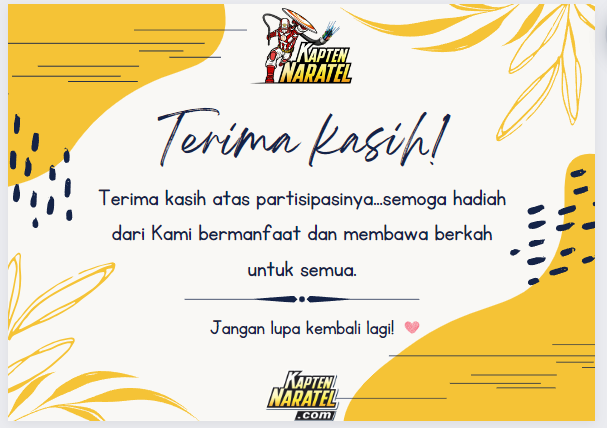 KAPTEN
NARATEL
Terima kasih!
Terima kasih atas partisipasinya...semoga hadiah
dari Kami bermanfaat dan membawa berkah
untuk semua.
Jangan lupa kembali lagi!
KAPTEN
NARATEL
.com